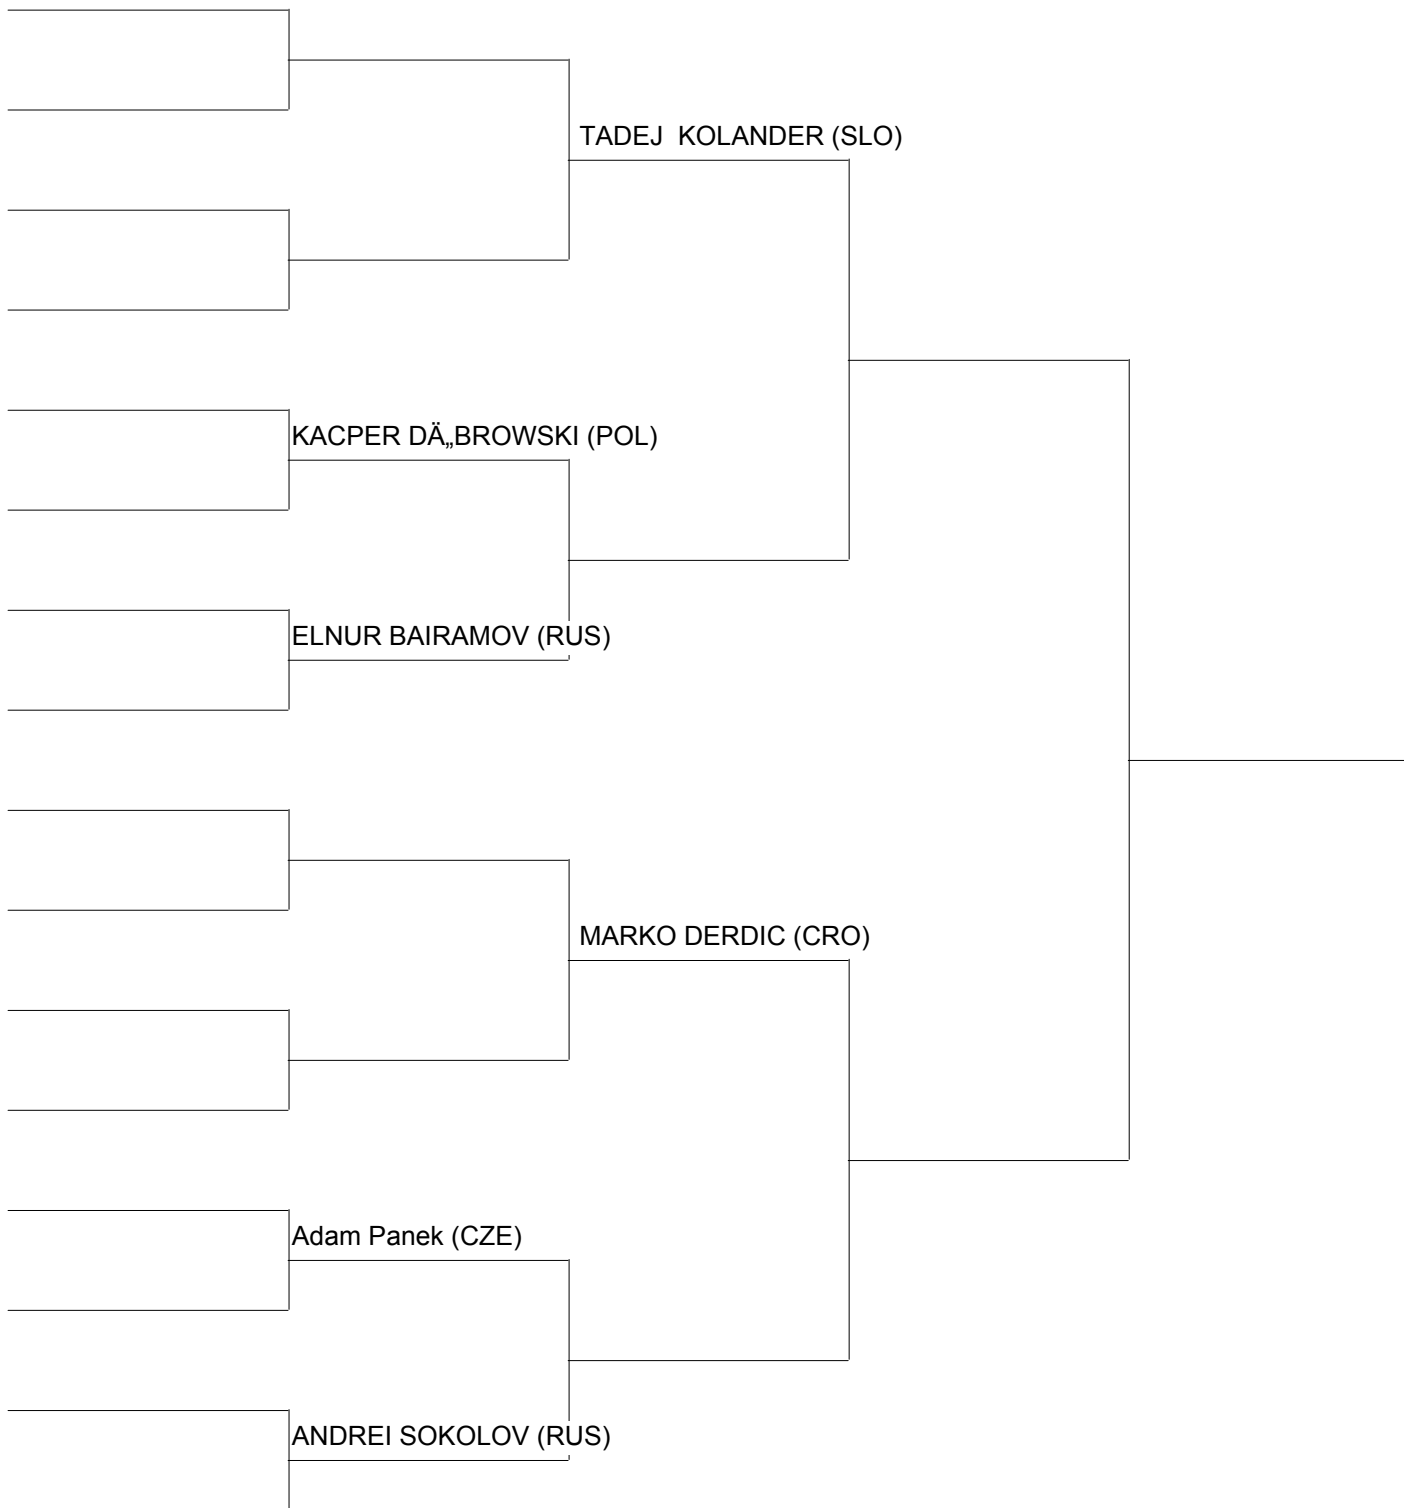 TADEJ  KOLANDER (SLO)
KACPER DÄ„BROWSKI (POL)
ELNUR BAIRAMOV (RUS)
MARKO DERDIC (CRO)
Adam Panek (CZE)
ANDREI SOKOLOV (RUS)